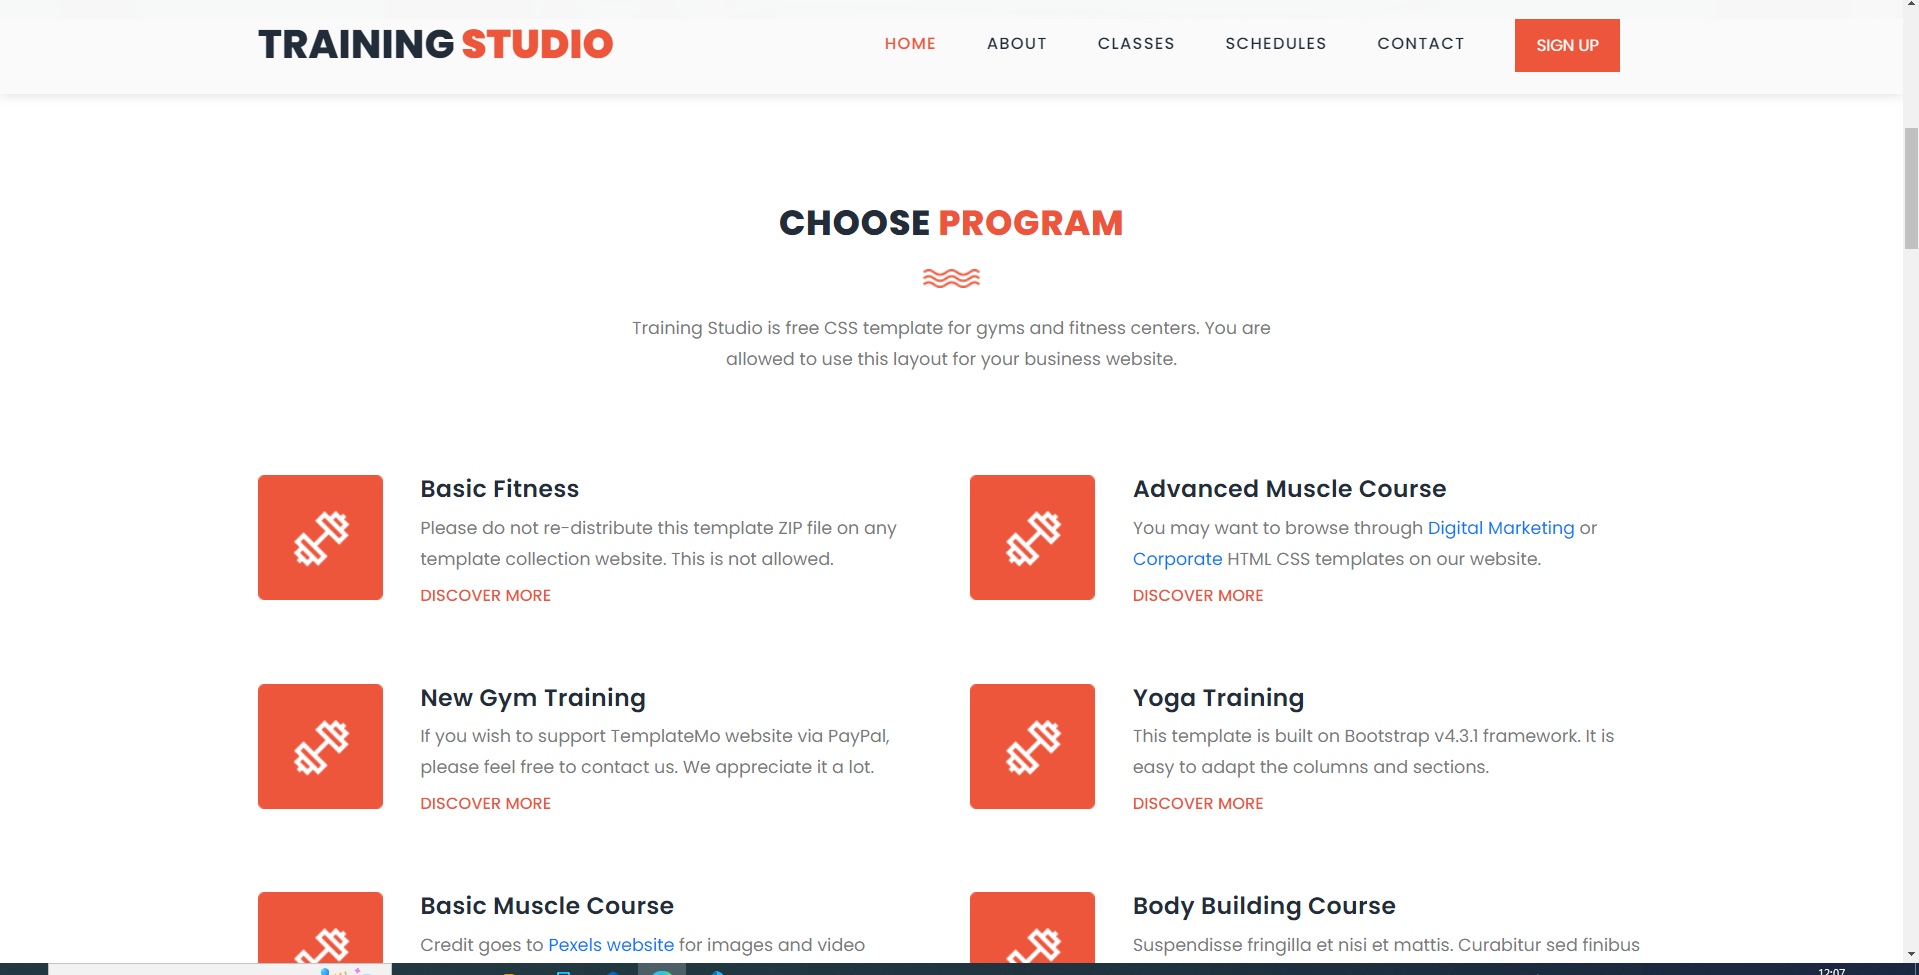 TRAINING STUDIO
HOME ABOUT CLASSES SCHEDULES CONTACT SIGN UP
CHOOSE PROGRAM
Training Studio is free CSS template for gyms and fitness centers. You are
allowed to use this layout for your business website.
Basic Fitness
Please do not re-distribute this template ZIP file on any
template collection website. This is not allowed.
DISCOVER MORE
Advanced Muscle Course
You may want to browse through Digital Marketing or
Corporate HTML CSS templates on our website.
DISCOVER MORE
New Gym Training
If you wish to support TemplateMo website via PayPal,
please feel free to contact us. We appreciate it a lot.
DISCOVER MORE
Yoga Training
This template is built on Bootstrap v4.3.1 framework. It is
easy to adapt the columns and sections.
DISCOVER MORE
Basic Muscle Course
Credit goes to Pexels website for images and video
Body Building Course
Suspendisse fringilla et nisi et mattis. Curabitur sed finibus
12:07